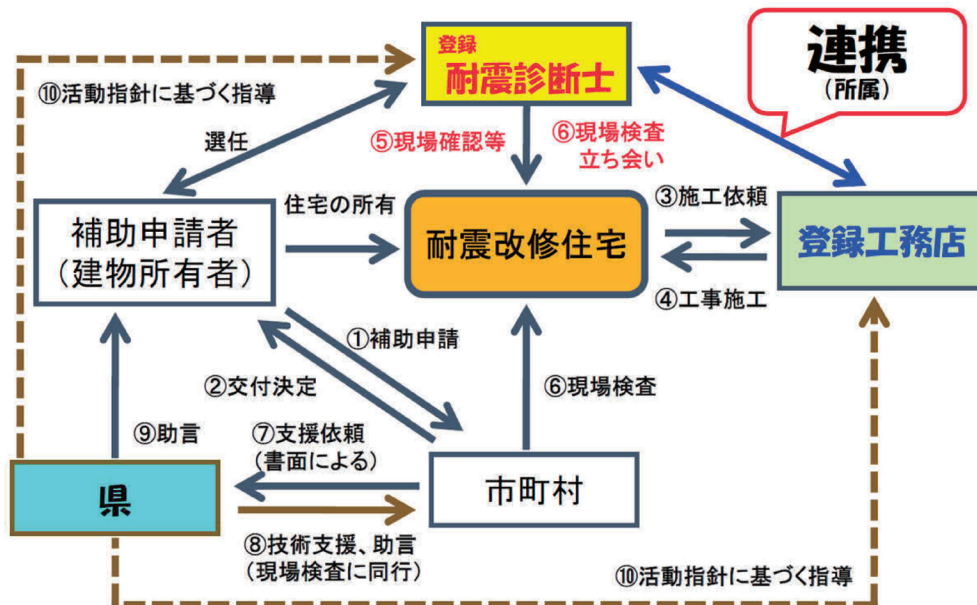 登録
耐震診断士
連携
(所属)
⑩活動指針に基づく指導
選任
⑤現場確認等
⑥現場検査
立ち会い
住宅の所有
③施工依頼
補助申請者
(建物所有者)
耐震改修住宅
登録工務店
④工事施工
①補助申請
②交付決定
⑥現場検査
⑨助言
⑦支援依頼
(書面による)
県
市町村
⑧技術支援、助言
(現場検査に同行)
⑩活動指針に基づく指導